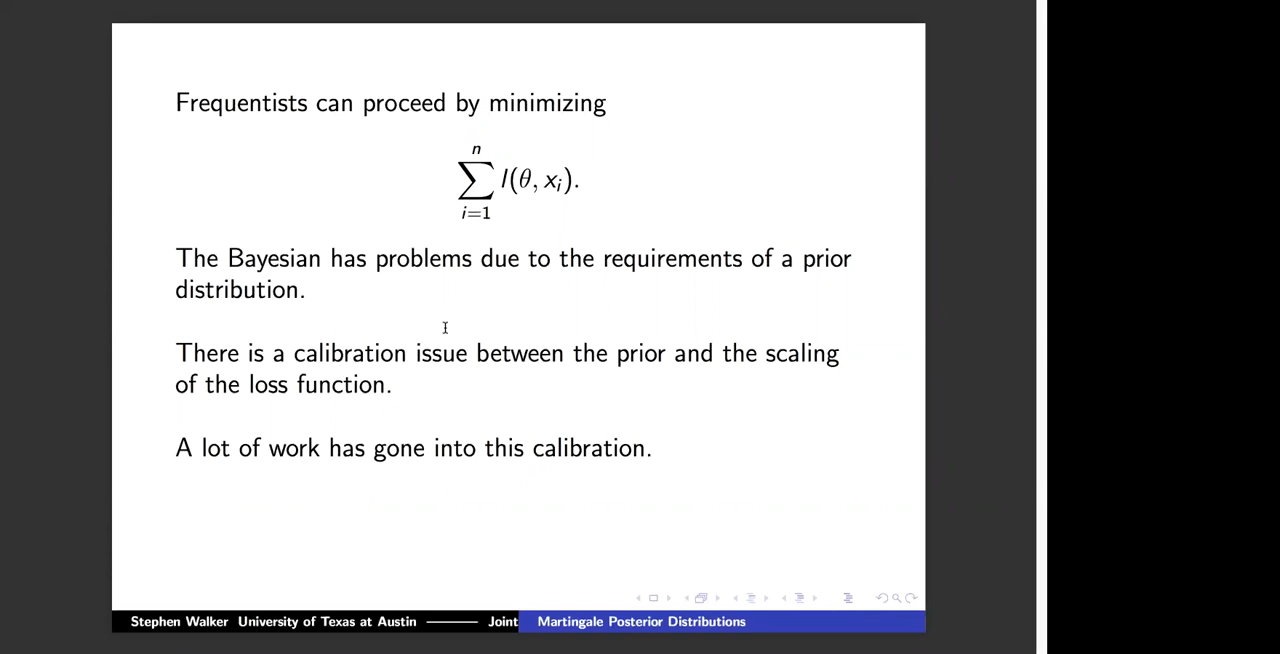 Frequentists can proceed by minimizing
n
∑ l(θ, xᵢ).
i=1
The Bayesian has problems due to the requirements of a prior
distribution.
There is a calibration issue between the prior and the scaling
of the loss function.
A lot of work has gone into this calibration.
Stephen Walker University of Texas at Austin ——— Joint
Martingale Posterior Distributions